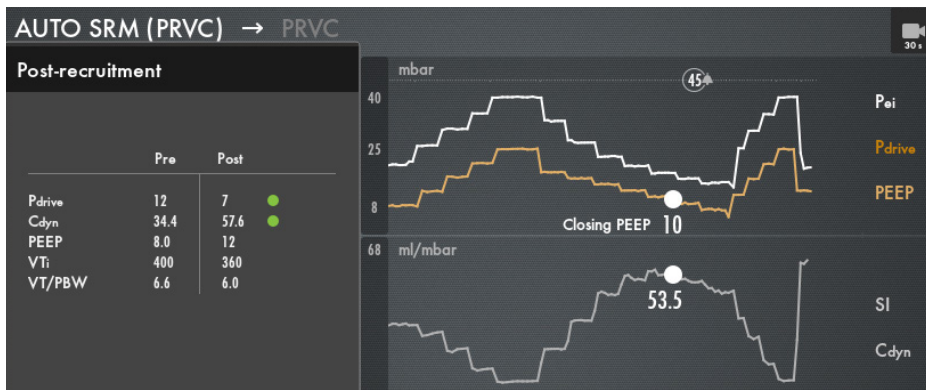 AUTO SRM (PRVC) → PRVC
30 s
Post-recruitment
Pre Post
Pdrive 12 7
Cdyn 34.4 57.6
PEEP 8.0 12
VTi 400 360
VT/PBW 6.6 6.0
mbar
45
40
25
8
Closing PEEP 10
Pei
Pdrive
PEEP
68 ml/mbar
53.5
SI
Cdyn